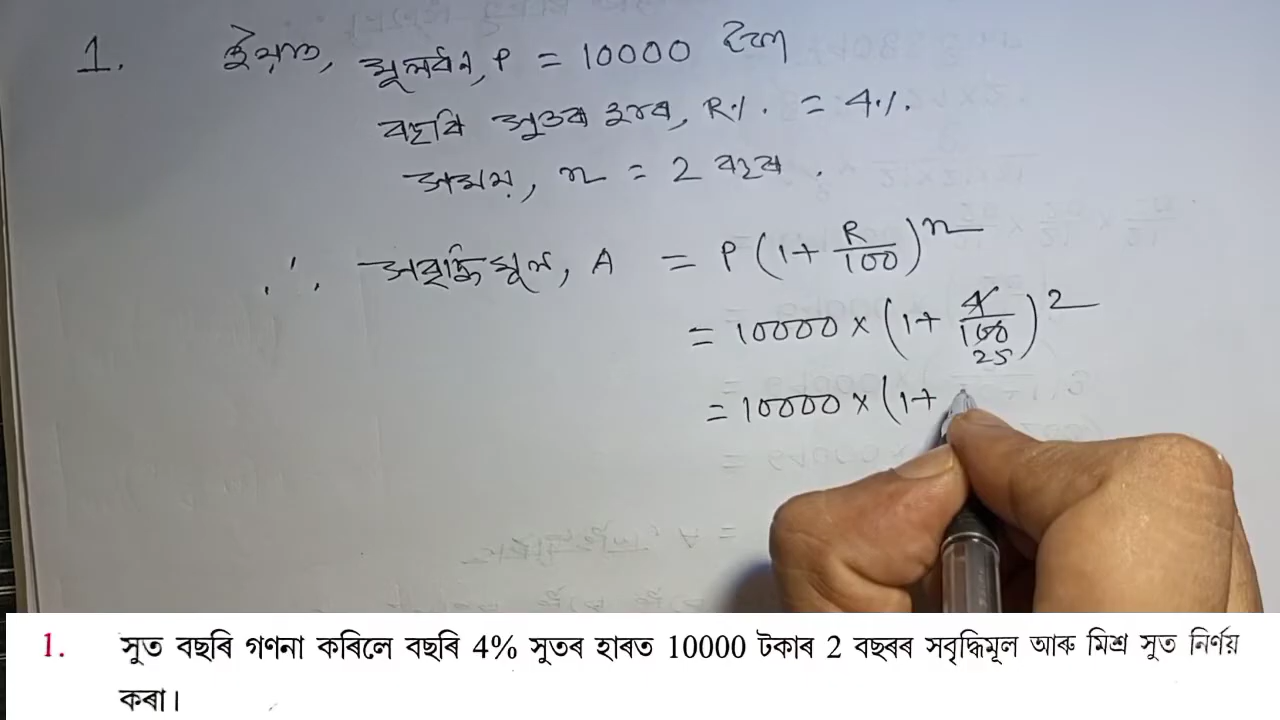 1. ইয়াত, মূলধন, P = 10000 টকা
বছৰি সুতৰ হাৰ, R% = 4%.
সময়, n = 2 বছৰ.
∴ সবৃদ্ধিমূল, A = P(1+R/100)^n
= 10000×(1+4/100)^2
25
= 10000×(1+
1. সুত বছৰি গণনা কৰিলে বছৰি 4% সুতৰ হাৰত 10000 টকাৰ 2 বছৰৰ সবৃদ্ধিমূল আৰু মিশ্ৰ সুত নিৰ্ণয়
কৰা।